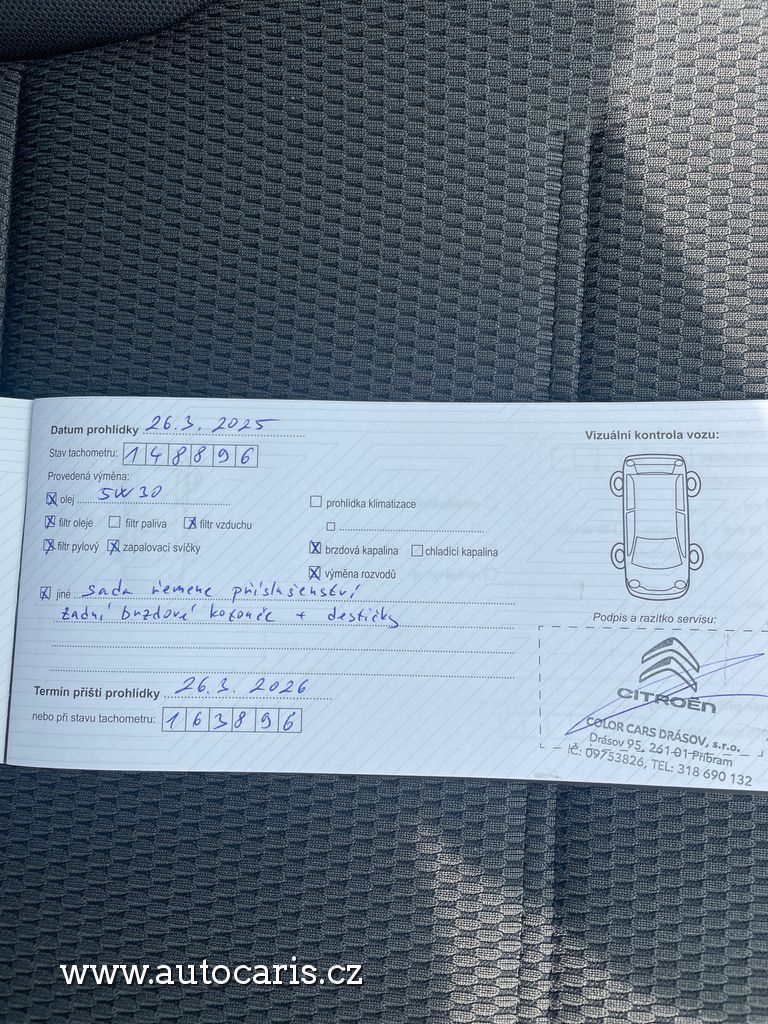 Datum prohlídky 26.3. 2025
Stav tachometru: 148896
Provedená výměna:
olej 5W30
filtr oleje filtr paliva filtr vzduchu
filtr pylový zapalovací svíčky
prohlídka klimatizace
brzdová kapalina chladící kapalina
výměna rozvodů
jiné sada řemene příslušenství
zadní brzdové kotouče + destičky
Termín příští prohlídky 26.3. 2026
nebo při stavu tachometru: 163896
Vizuální kontrola vozu:
Podpis a razítko servisu:
CITROËN
COLOR CARS DRÁSOV, s.r.o.
Drásov 95, 261 01 Příbram
IČ: 09753826, TEL: 318 690 132
www.autocaris.cz